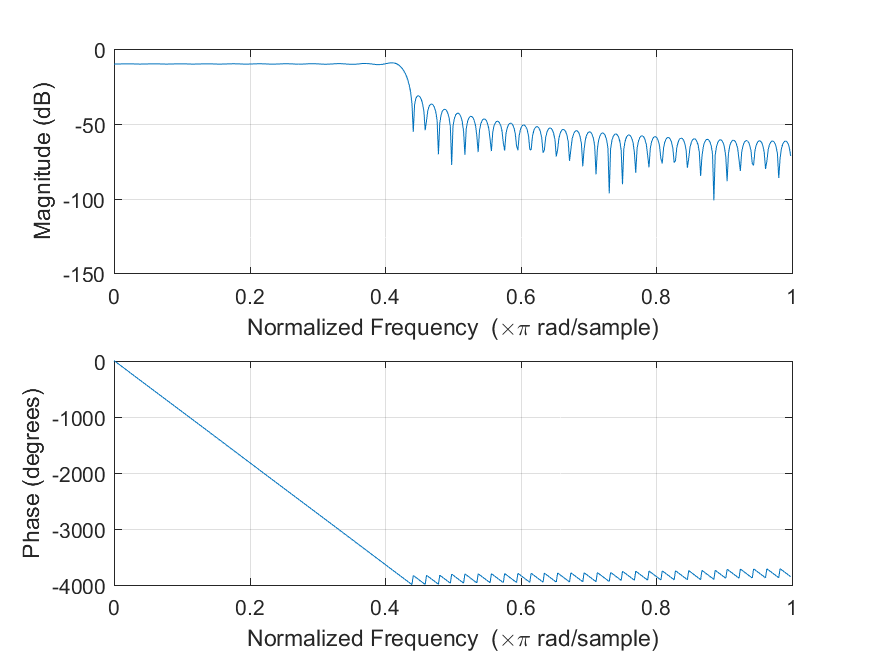 0
-50
-100
-150
Magnitude (dB)
0 0.2 0.4 0.6 0.8 1
Normalized Frequency (×π rad/sample)
0
-1000
-2000
-3000
-4000
Phase (degrees)
0 0.2 0.4 0.6 0.8 1
Normalized Frequency (×π rad/sample)